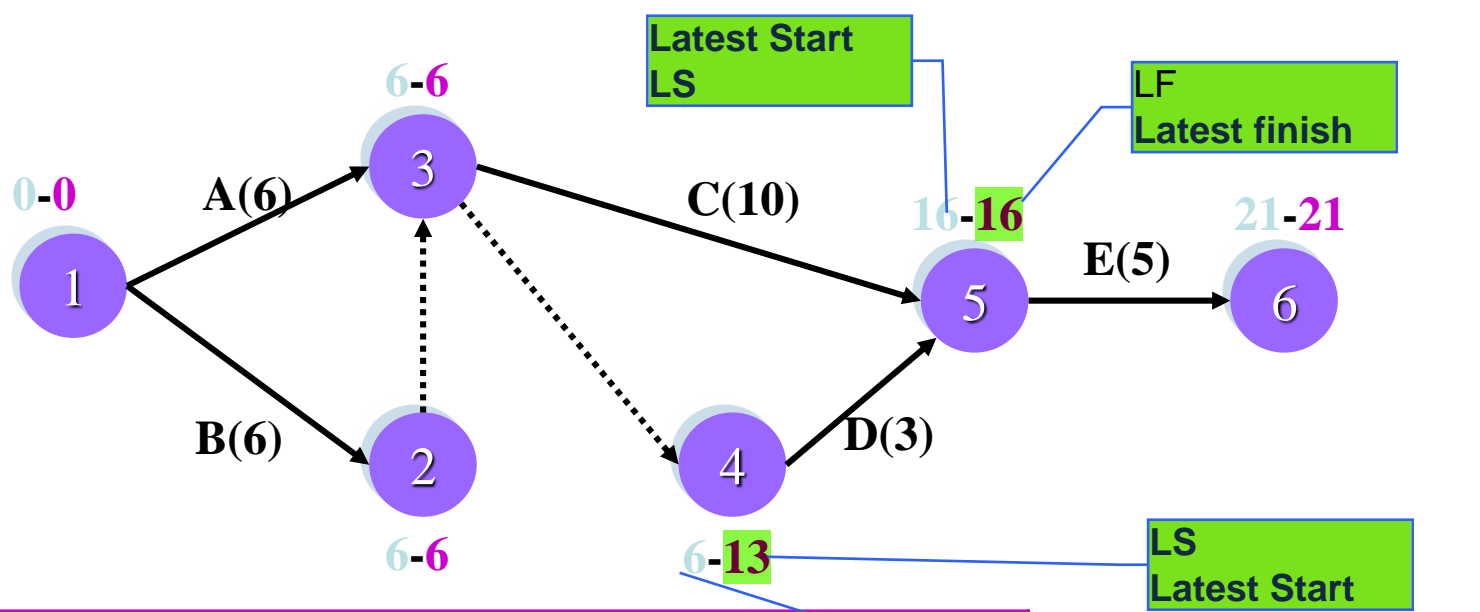 Latest Start
LS
LF
Latest finish
6-6
3
0-0
A(6)
C(10)
16-16
21-21
1
E(5)
5
6
B(6)
2
4
D(3)
6-6
6-13
LS
Latest Start